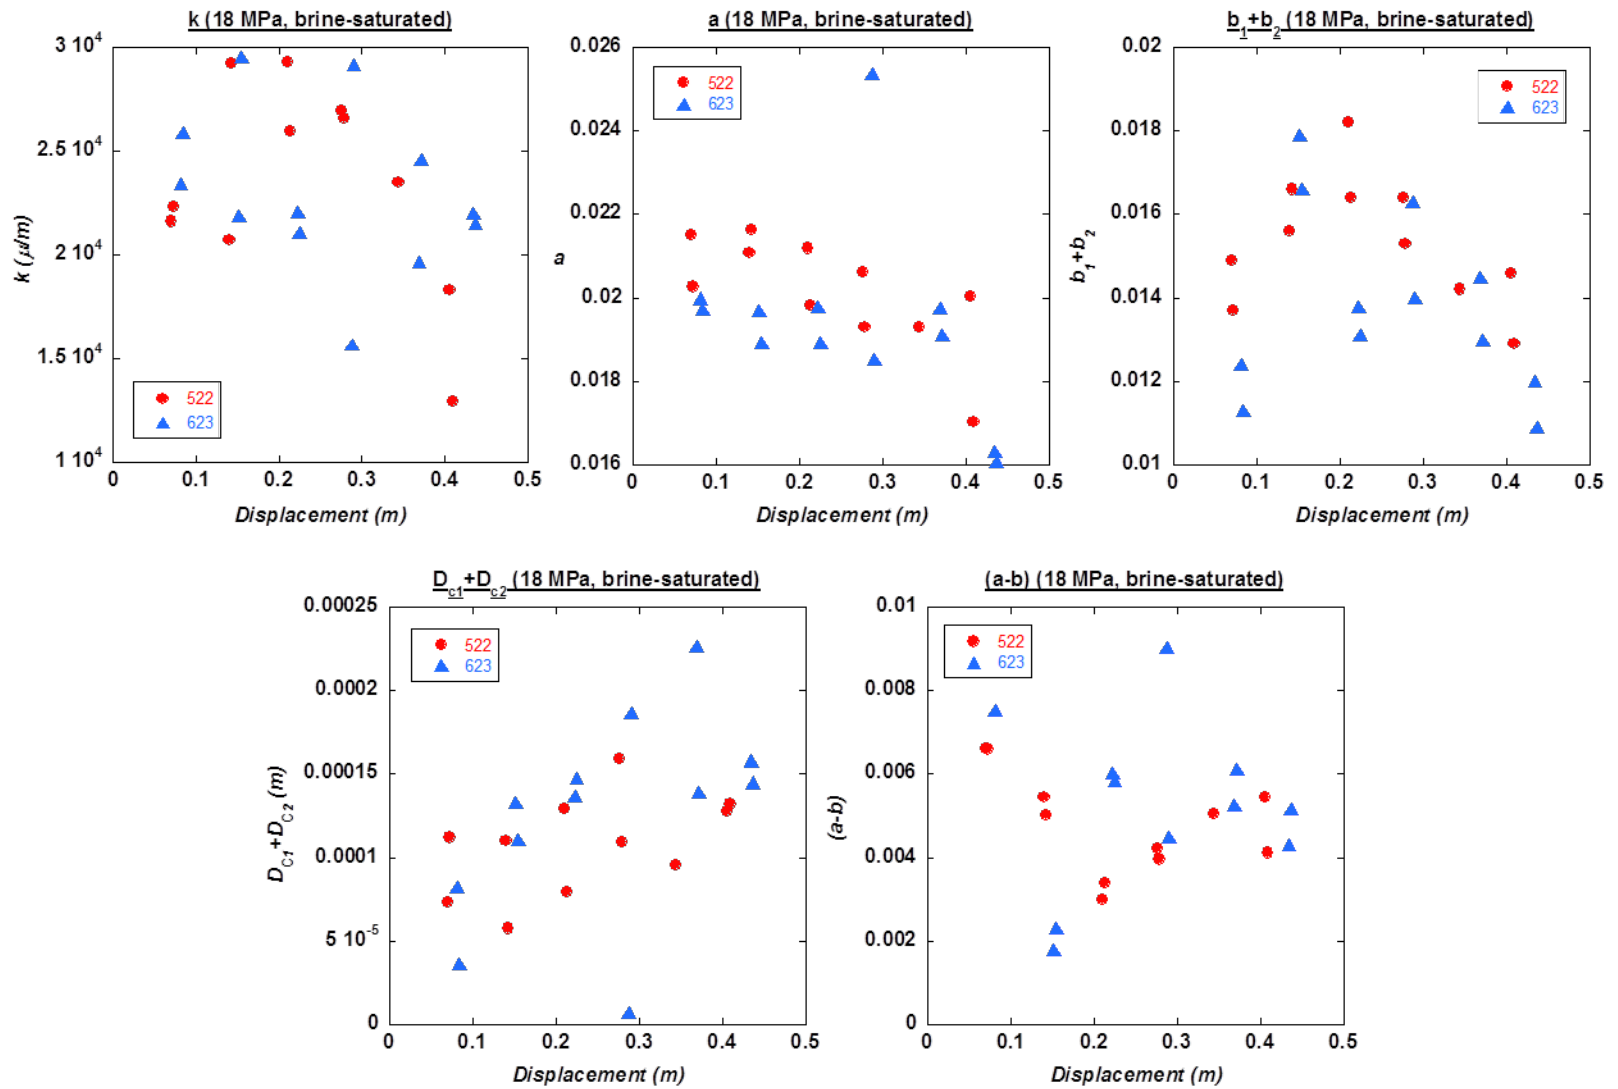 k (18 MPa, brine-saturated)
3 10⁴
2.5 10⁴
2 10⁴
1.5 10⁴
1 10⁴
k (μ/m)
522
623
0 0.1 0.2 0.3 0.4 0.5
Displacement (m)
a (18 MPa, brine-saturated)
0.026
0.024
0.022
0.02
0.018
0.016
a
522
623
0 0.1 0.2 0.3 0.4 0.5
Displacement (m)
b₁+b₂ (18 MPa, brine-saturated)
0.02
0.018
0.016
0.014
0.012
0.01
b₁+b₂
522
623
0 0.1 0.2 0.3 0.4 0.5
Displacement (m)
D_c1+D_c2 (18 MPa, brine-saturated)
0.00025
0.0002
0.00015
0.0001
5 10⁻⁵
0
D_C1+D_C2 (m)
522
623
0 0.1 0.2 0.3 0.4 0.5
Displacement (m)
(a-b) (18 MPa, brine-saturated)
0.01
0.008
0.006
0.004
0.002
0
(a-b)
522
623
0 0.1 0.2 0.3 0.4 0.5
Displacement (m)